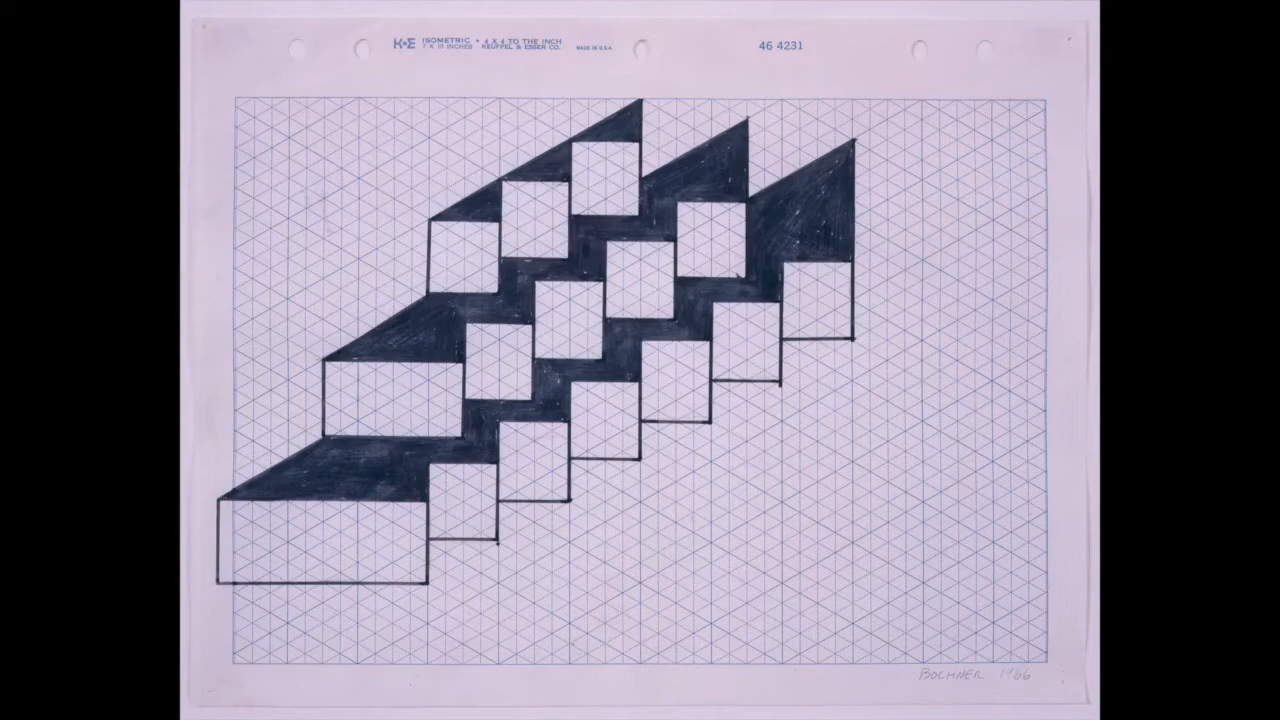 K+E ISOMETRIC • 4 X 4 TO THE INCH
7 X 10 INCHES KEUFFEL & ESSER CO. MADE IN U.S.A.
46 4231
BOCHNER 1966